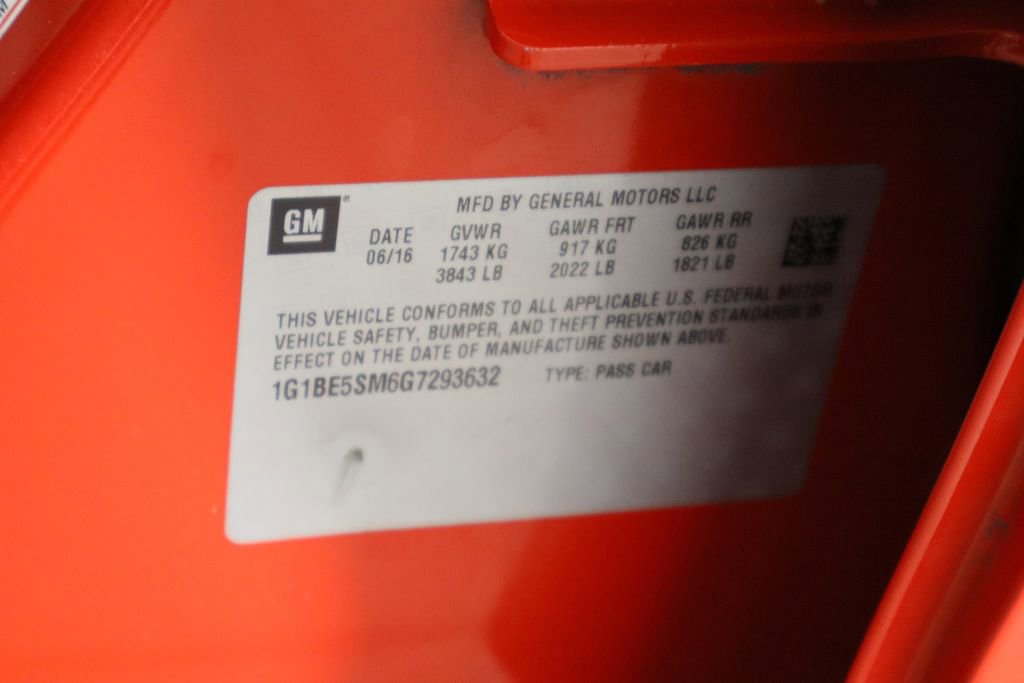 GM®
MFD BY GENERAL MOTORS LLC
DATE GVWR GAWR FRT GAWR RR
06/16 1743 KG 917 KG 826 KG
3843 LB 2022 LB 1821 LB
THIS VEHICLE CONFORMS TO ALL APPLICABLE U.S. FEDERAL MOTOR
VEHICLE SAFETY, BUMPER, AND THEFT PREVENTION STANDARDS IN
EFFECT ON THE DATE OF MANUFACTURE SHOWN ABOVE.
1G1BE5SM6G7293632 TYPE: PASS CAR